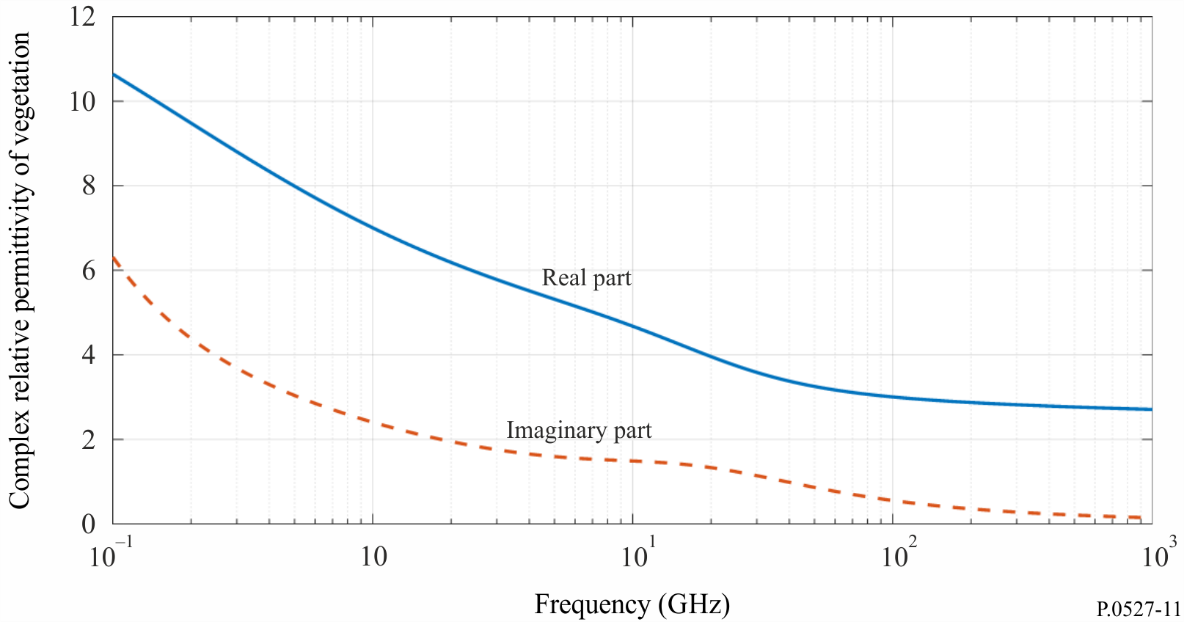 Complex relative permittivity of vegetation
12
10
8
6
4
2
0
Real part
Imaginary part
10⁻¹
10
10¹
10²
10³
Frequency (GHz)
P.0527-11